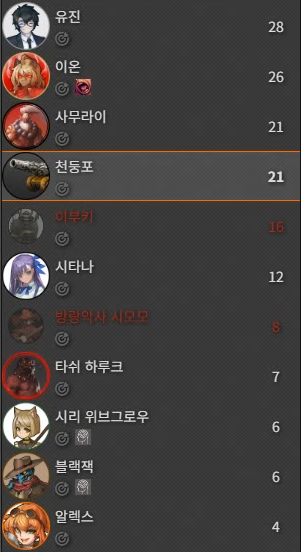 유진 28
이온 26
사무라이 21
천둥포 21
이부키 16
시타나 12
방랑악사 시모모 8
타쉬 하루크 7
시리 위브그로우 6
블랙잭 6
알렉스 4